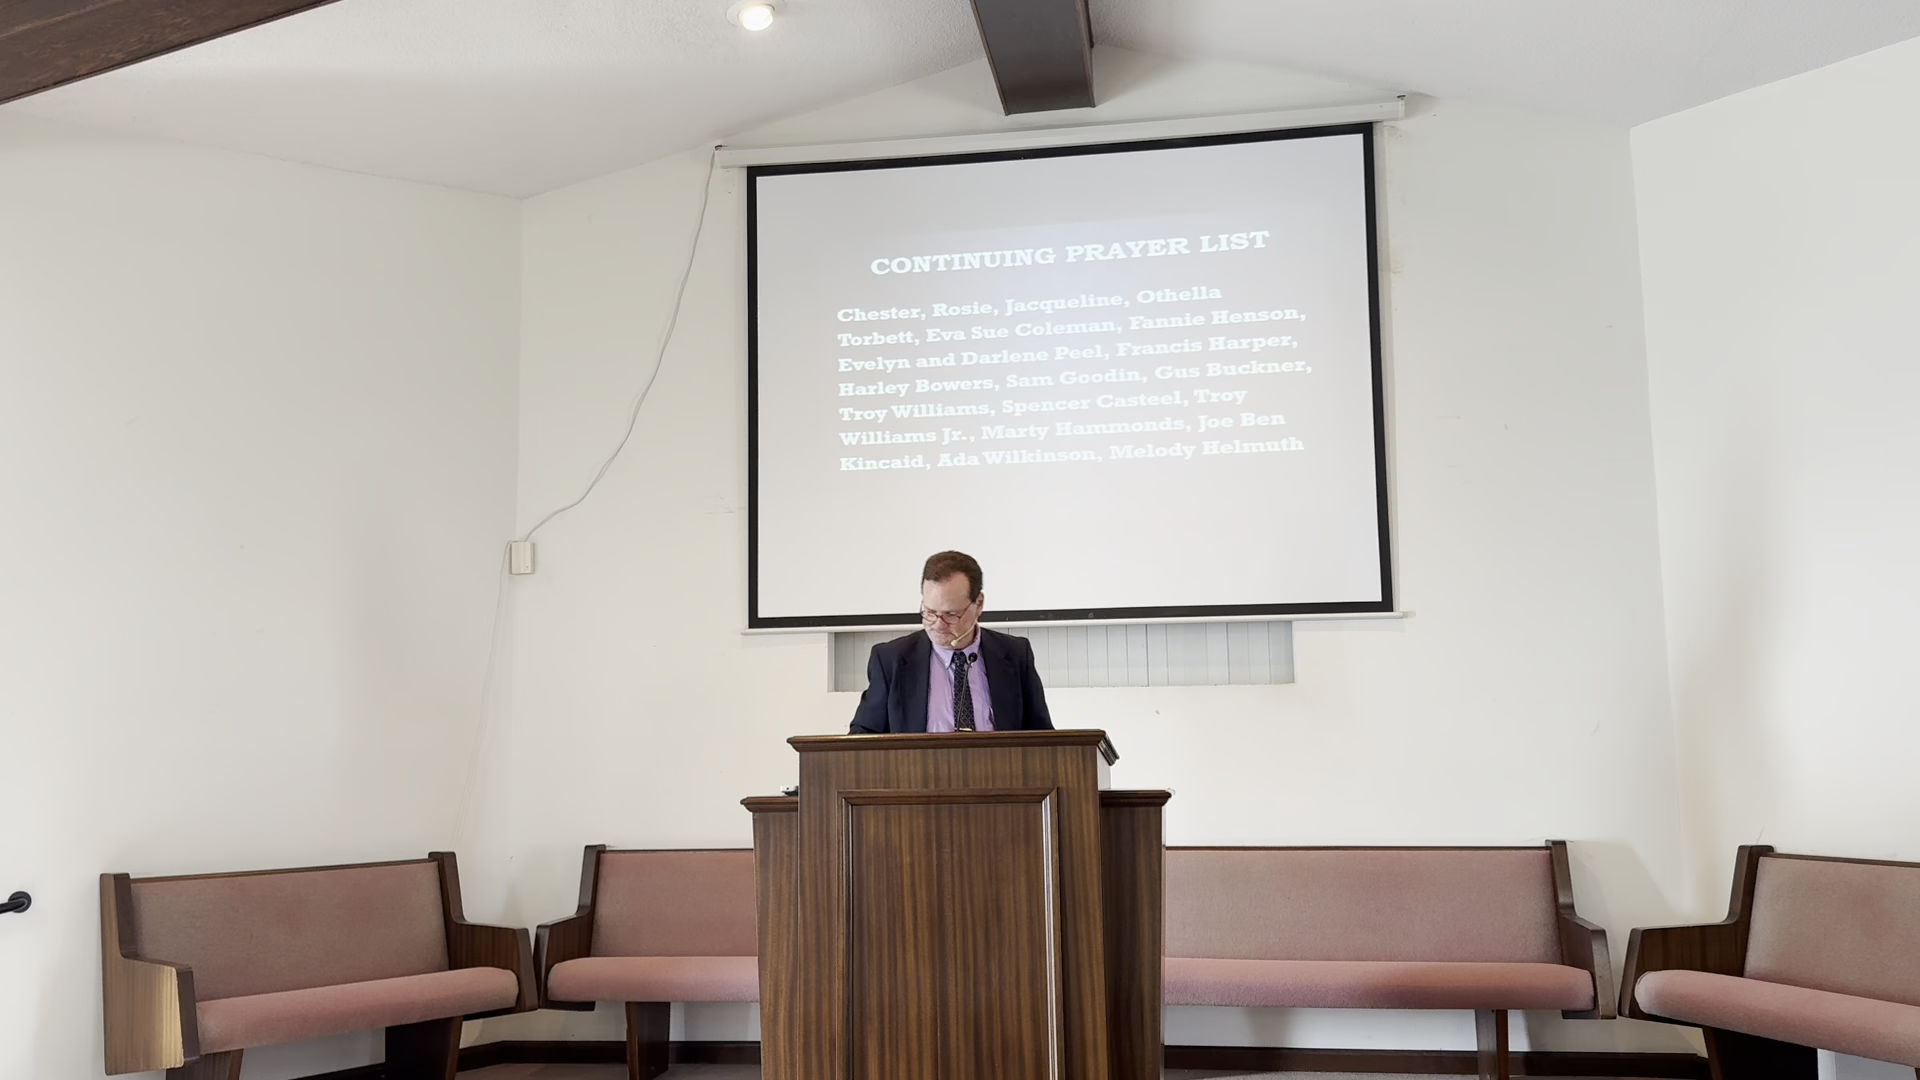 CONTINUING PRAYER LIST
Chester, Rosie, Jacqueline, Othella
Torbett, Eva Sue Coleman, Fannie Henson,
Evelyn and Darlene Peel, Francis Harper,
Harley Bowers, Sam Goodin, Gus Buckner,
Troy Williams, Spencer Casteel, Troy
Williams Jr., Marty Hammonds, Joe Ben
Kincaid, Ada Wilkinson, Melody Helmuth